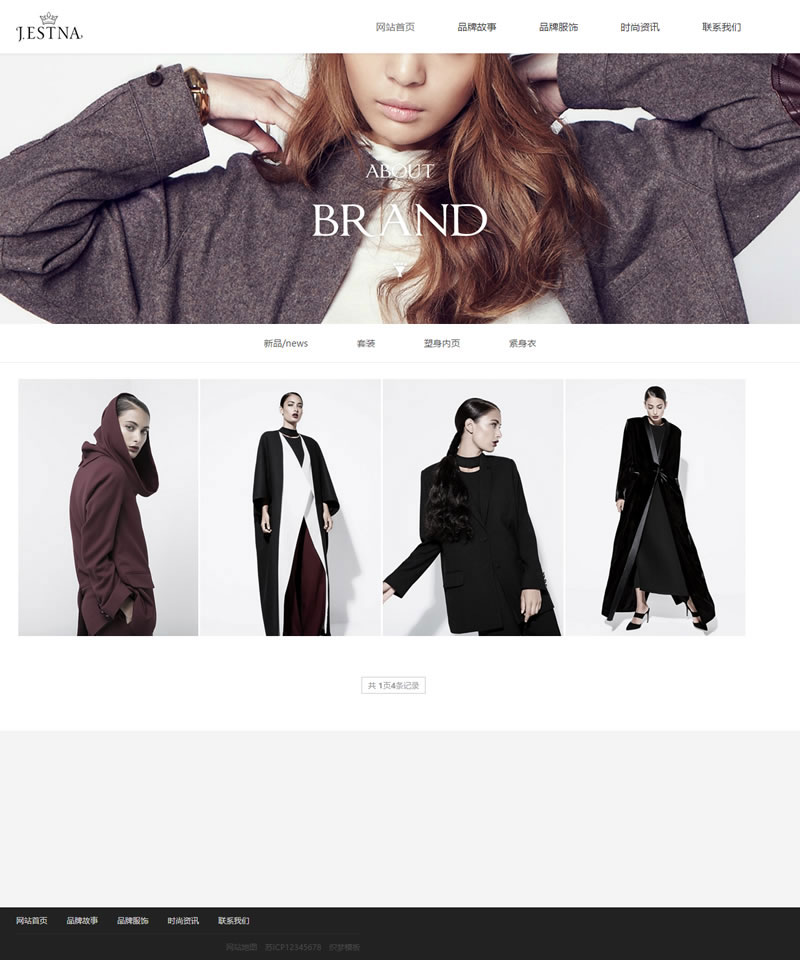 J.ESTNA.
网站首页 品牌故事 品牌服饰 时尚资讯 联系我们
ABOUT
BRAND
新品/news 套装 塑身内页 紧身衣
共 1页4条记录
网站首页 品牌故事 品牌服饰 时尚资讯 联系我们
网站地图 苏ICP12345678 织梦模板